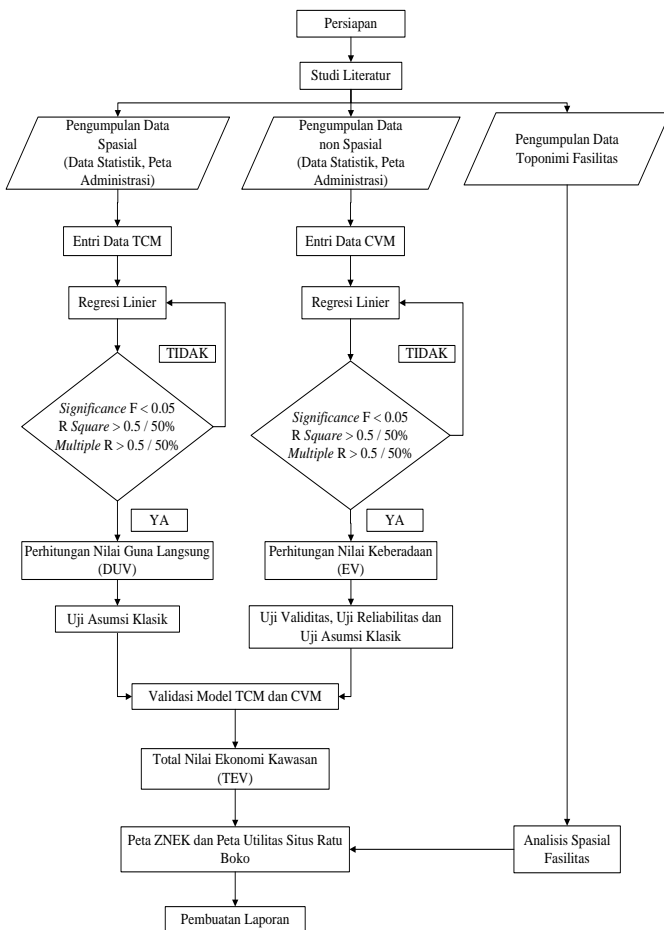 Persiapan
Studi Literatur
Pengumpulan Data
Spasial
(Data Statistik, Peta
Administrasi)
Pengumpulan Data
non Spasial
(Data Statistik, Peta
Administrasi)
Pengumpulan Data
Toponimi Fasilitas
Entri Data TCM
Entri Data CVM
Regresi Linier
Regresi Linier
TIDAK
TIDAK
Significance F < 0.05
R Square > 0.5 / 50%
Multiple R > 0.5 / 50%
Significance F < 0.05
R Square > 0.5 / 50%
Multiple R > 0.5 / 50%
YA
YA
Perhitungan Nilai Guna Langsung
(DUV)
Perhitungan Nilai Keberadaan
(EV)
Uji Asumsi Klasik
Uji Validitas, Uji Reliabilitas dan
Uji Asumsi Klasik
Validasi Model TCM dan CVM
Total Nilai Ekonomi Kawasan
(TEV)
Peta ZNEK dan Peta Utilitas Situs Ratu
Boko
Analisis Spasial
Fasilitas
Pembuatan Laporan